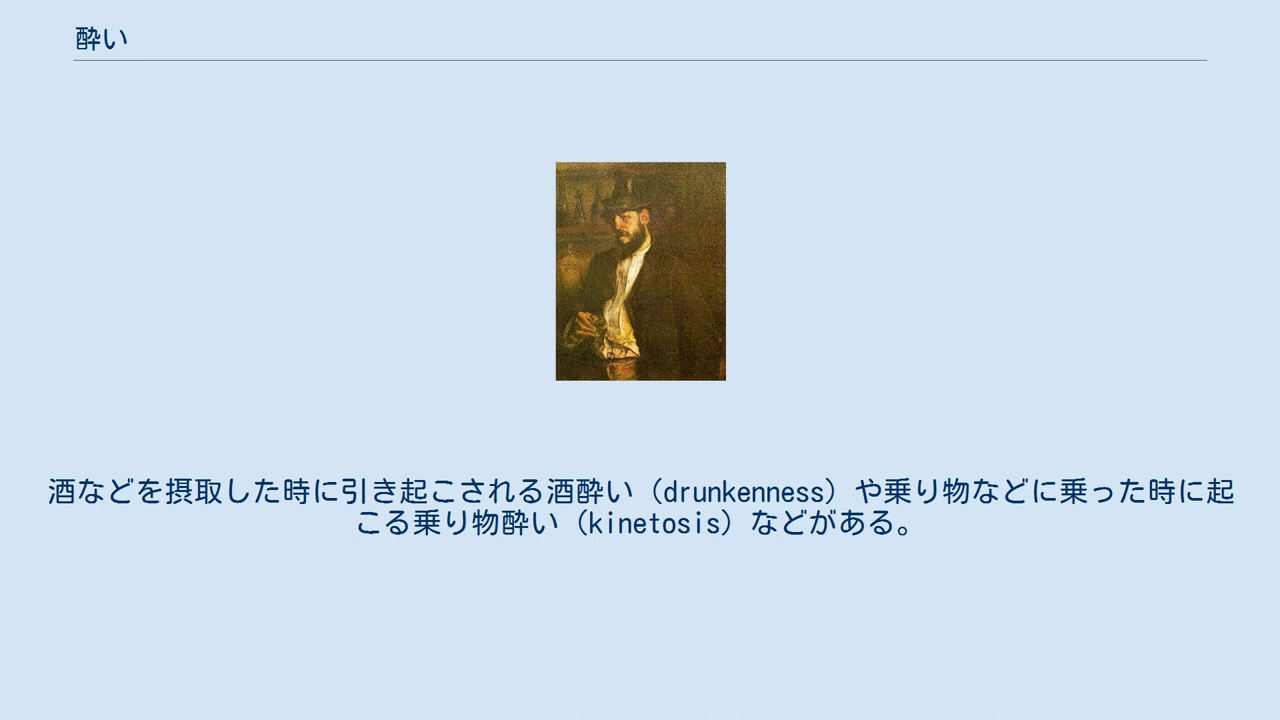 酔い
酒などを摂取した時に引き起こされる酒酔い（drunkenness）や乗り物などに乗った時に起
こる乗り物酔い（kinetosis）などがある。